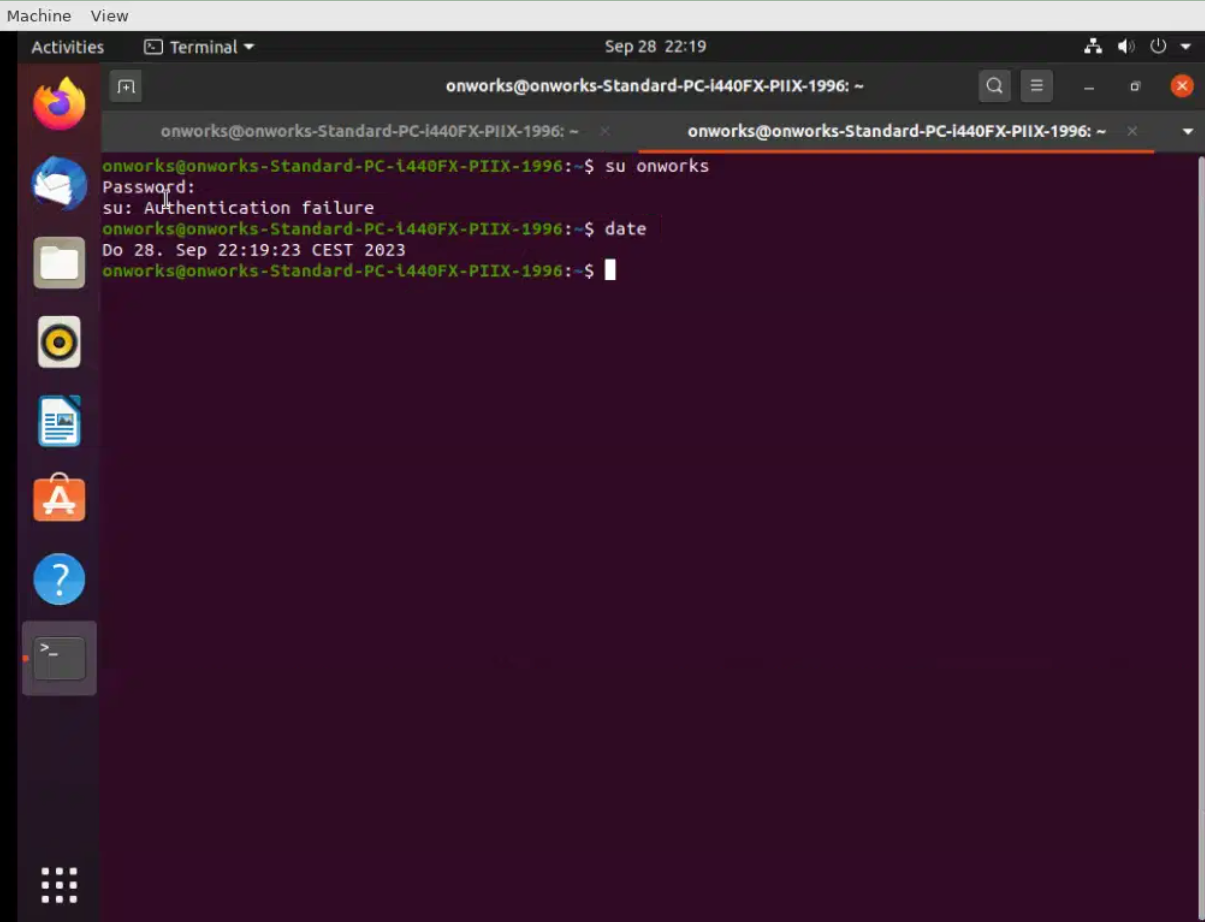 Machine View
Activities Terminal Sep 28 22:19
onworks@onworks-Standard-PC-i440FX-PIIX-1996: ~
onworks@onworks-Standard-PC-i440FX-PIIX-1996: ~ onworks@onworks-Standard-PC-i440FX-PIIX-1996: ~
onworks@onworks-Standard-PC-i440FX-PIIX-1996:~$ su onworks
Password:
su: Authentication failure
onworks@onworks-Standard-PC-i440FX-PIIX-1996:~$ date
Do 28. Sep 22:19:23 CEST 2023
onworks@onworks-Standard-PC-i440FX-PIIX-1996:~$